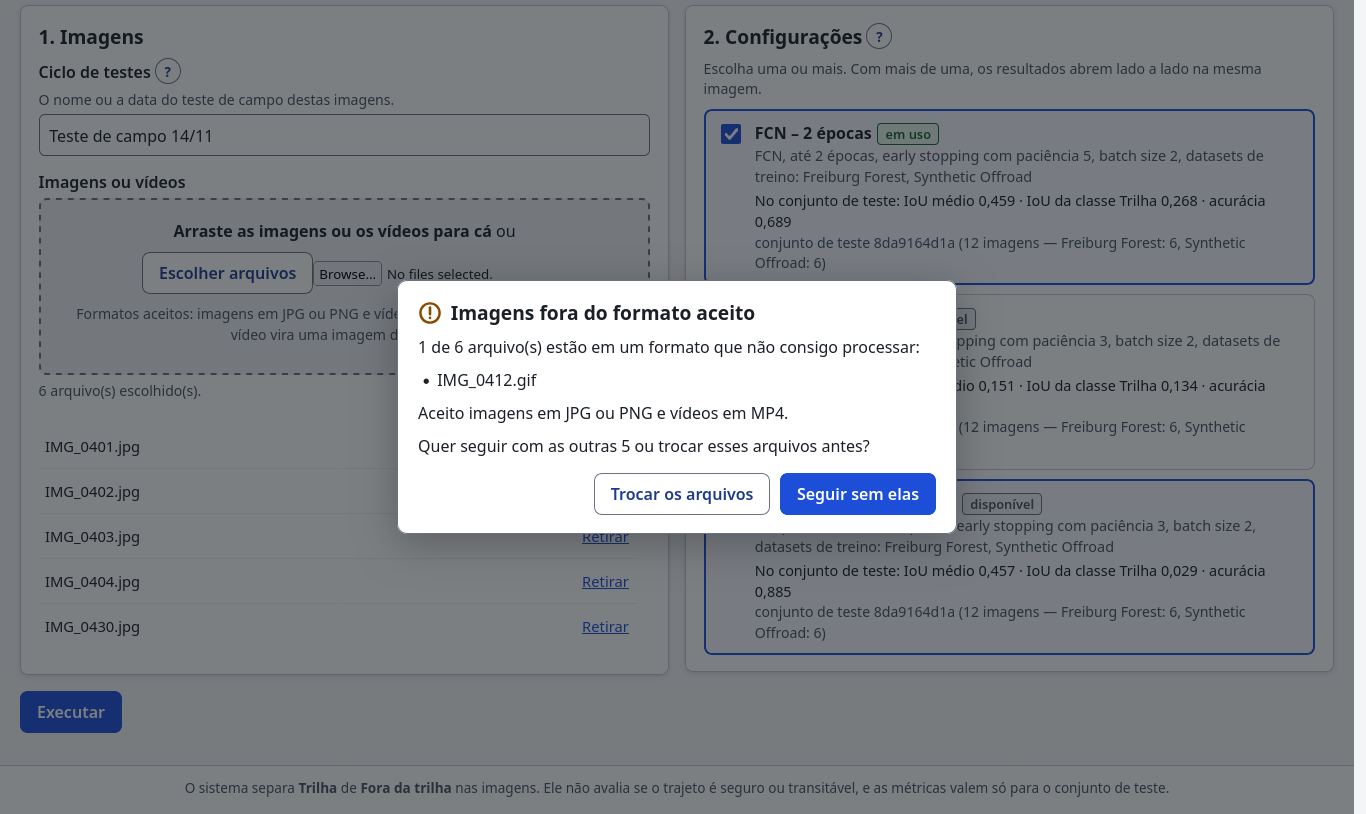 1. Imagens
Ciclo de testes ?
O nome ou a data do teste de campo destas imagens.
Teste de campo 14/11
Imagens ou vídeos
Arraste as imagens ou os vídeos para cá ou
Escolher arquivos Browse... No files selected.
Formatos aceitos: imagens em JPG ou PNG e
vídeo vira uma imagem
6 arquivo(s) escolhido(s).
IMG_0401.jpg
IMG_0402.jpg
IMG_0403.jpg Retirar
IMG_0404.jpg Retirar
IMG_0430.jpg Retirar
Executar
2. Configurações ?
Escolha uma ou mais. Com mais de uma, os resultados abrem lado a lado na mesma
imagem.
FCN – 2 épocas em uso
FCN, até 2 épocas, early stopping com paciência 5, batch size 2, datasets de
treino: Freiburg Forest, Synthetic Offroad
No conjunto de teste: IoU médio 0,459 · IoU da classe Trilha 0,268 · acurácia
0,689
conjunto de teste 8da9164d1a (12 imagens — Freiburg Forest: 6, Synthetic
Offroad: 6)
com paciência 3, batch size 2, datasets de
Offroad
0,151 · IoU da classe Trilha 0,134 · acurácia
(12 imagens — Freiburg Forest: 6, Synthetic
disponível
early stopping com paciência 3, batch size 2,
datasets de treino: Freiburg Forest, Synthetic Offroad
No conjunto de teste: IoU médio 0,457 · IoU da classe Trilha 0,029 · acurácia
0,885
conjunto de teste 8da9164d1a (12 imagens — Freiburg Forest: 6, Synthetic
Offroad: 6)
Imagens fora do formato aceito
1 de 6 arquivo(s) estão em um formato que não consigo processar:
• IMG_0412.gif
Aceito imagens em JPG ou PNG e vídeos em MP4.
Quer seguir com as outras 5 ou trocar esses arquivos antes?
Trocar os arquivos Seguir sem elas
O sistema separa Trilha de Fora da trilha nas imagens. Ele não avalia se o trajeto é seguro ou transitável, e as métricas valem só para o conjunto de teste.